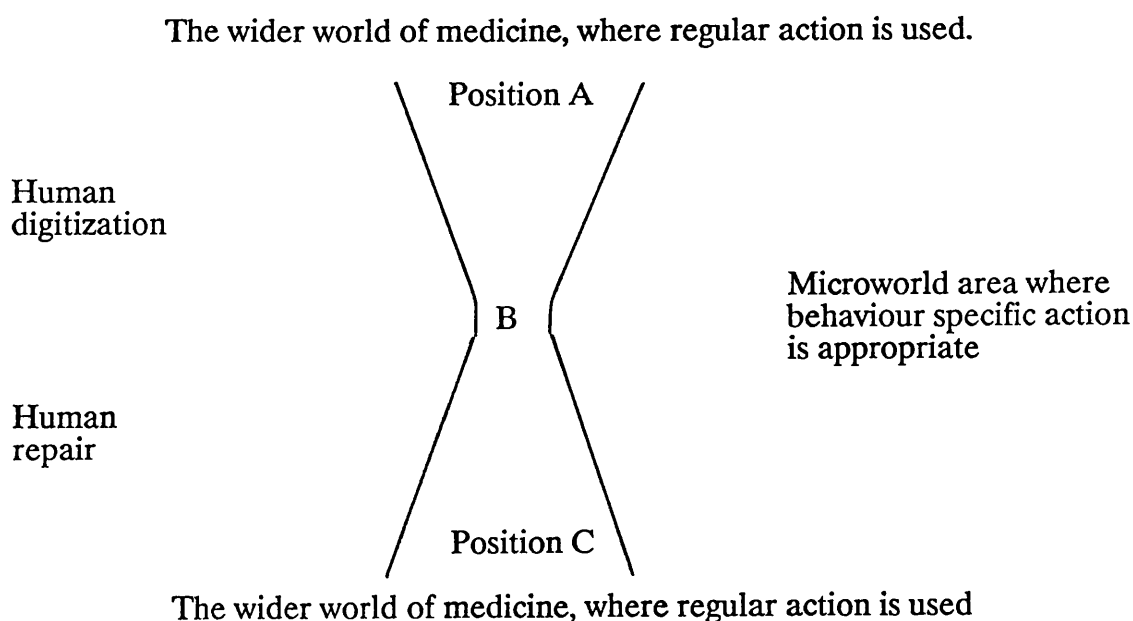 The wider world of medicine, where regular action is used.
Position A
Human
digitization
Microworld area where
behaviour specific action
is appropriate
B
Human
repair
Position C
The wider world of medicine, where regular action is used